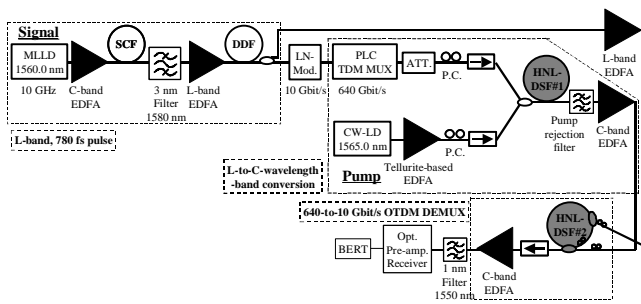 Signal
MLLD
1560.0 nm
10 GHz
C-band
EDFA
SCF
3 nm
Filter
1580 nm
L-band
EDFA
DDF
L-band, 780 fs pulse
LN-
Mod.
10 Gbit/s
PLC
TDM MUX
640 Gbit/s
ATT.
P.C.
HNL-
DSF#1
Pump
rejection
filter
C-band
EDFA
L-band
EDFA
CW-LD
1565.0 nm
Tellurite-based
EDFA
P.C.
Pump
L-to-C-wavelength
-band conversion
640-to-10 Gbit/s OTDM DEMUX
BERT
Opt.
Pre-amp.
Receiver
1 nm
Filter
1550 nm
C-band
EDFA
HNL-
DSF#2